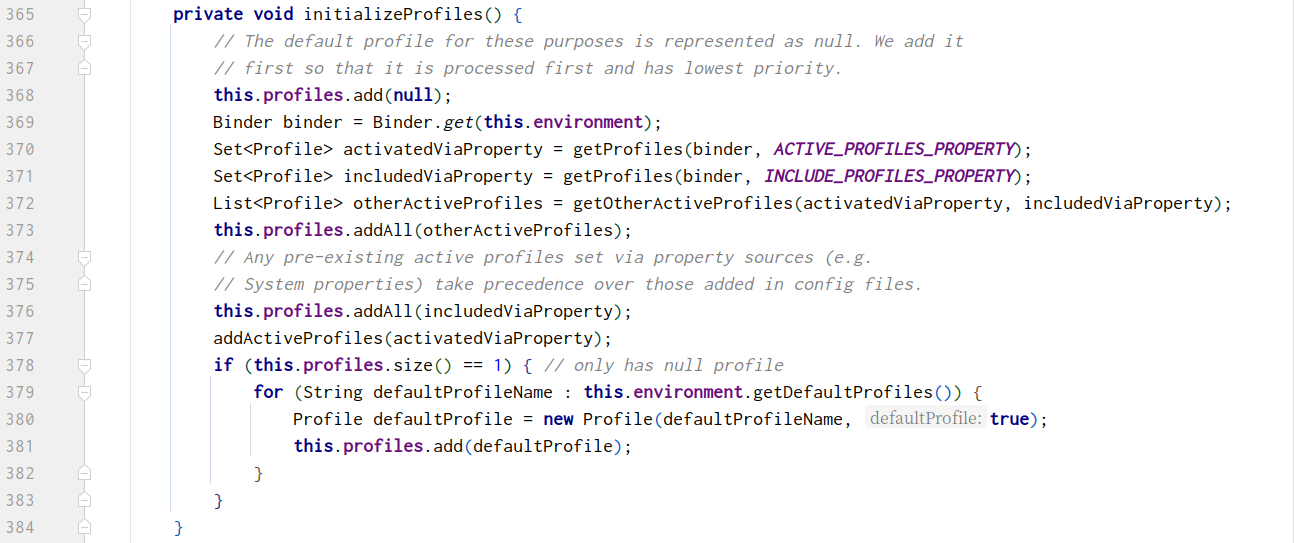 365 private void initializeProfiles() {
366 // The default profile for these purposes is represented as null. We add it
367 // first so that it is processed first and has lowest priority.
368 this.profiles.add(null);
369 Binder binder = Binder.get(this.environment);
370 Set<Profile> activatedViaProperty = getProfiles(binder, ACTIVE_PROFILES_PROPERTY);
371 Set<Profile> includedViaProperty = getProfiles(binder, INCLUDE_PROFILES_PROPERTY);
372 List<Profile> otherActiveProfiles = getOtherActiveProfiles(activatedViaProperty, includedViaProperty);
373 this.profiles.addAll(otherActiveProfiles);
374 // Any pre-existing active profiles set via property sources (e.g.
375 // System properties) take precedence over those added in config files.
376 this.profiles.addAll(includedViaProperty);
377 addActiveProfiles(activatedViaProperty);
378 if (this.profiles.size() == 1) { // only has null profile
379 for (String defaultProfileName : this.environment.getDefaultProfiles()) {
380 Profile defaultProfile = new Profile(defaultProfileName, defaultProfile: true);
381 this.profiles.add(defaultProfile);
382 }
383 }
384 }